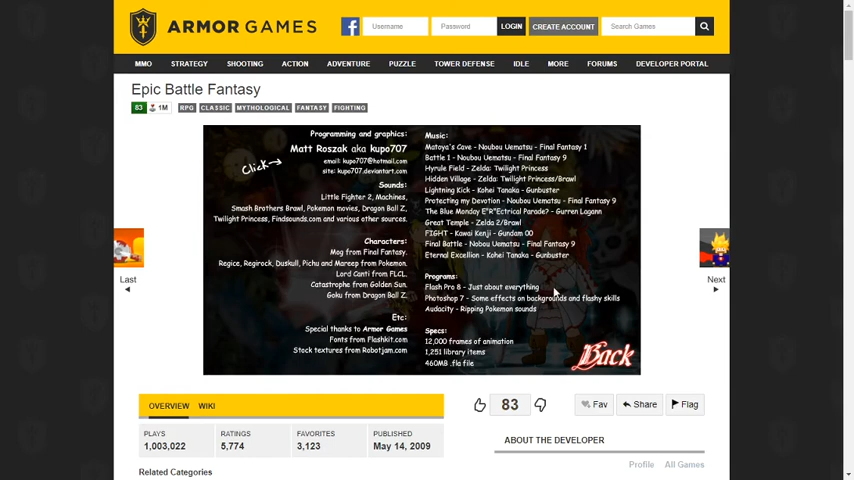 ARMOR GAMES
Username
Password
LOGIN
CREATE ACCOUNT
Search Games
MMO
STRATEGY
SHOOTING
ACTION
ADVENTURE
PUZZLE
TOWER DEFENSE
IDLE
MORE
FORUMS
DEVELOPER PORTAL
Epic Battle Fantasy
83
1M
RPG
CLASSIC
MYTHOLOGICAL
FANTASY
FIGHTING
Programming and graphics:
Matt Roszak aka kupo707
Click→
email: kupo707@hotmail.com
site: kupo707.deviantart.com
Sounds:
Little Fighter 2, Machines,
Smash Brothers Brawl, Pokemon movies, Dragon Ball Z,
Twilight Princess, Findsounds.com and various other sources.
Characters:
Mog from Final Fantasy.
Regice, Regirock, Duskull, Pichu and Mareep from Pokemon.
Lord Canti from FLCL.
Catastrophe from Golden Sun.
Goku from Dragon Ball Z.
Etc:
Special thanks to Armor Games
Fonts from Flashkit.com
Stock textures from Robotjam.com
Music:
Matoya's Cave - Noubou Uematsu - Final Fantasy 1
Battle 1 - Noubou Uematsu - Final Fantasy 9
Hyrule Field - Zelda: Twilight Princess
Hidden Village - Zelda: Twilight Princess/Brawl
Lightning Kick - Kohei Tanaka - Gunbuster
Protecting my Devotion - Noubou Uematsu - Final Fantasy 9
The Blue Monday E"R"Ectrical Parade? - Gurren Lagann
Great Temple - Zelda 2/Brawl
FIGHT - Kawai Kenji - Gundam 00
Final Battle - Nobou Uematsu - Final Fantasy 9
Eternal Excellion - Kohei Tanaka - Gunbuster
Programs:
Flash Pro 8 - Just about everything
Photoshop 7 - Some effects on backgrounds and flashy skills
Audacity - Ripping Pokemon sounds
Specs:
12,000 frames of animation
1,251 library items
460MB .fla file
Back
Last
Next
OVERVIEW
WIKI
83
Fav
Share
Flag
PLAYS
RATINGS
FAVORITES
PUBLISHED
1,003,022
5,774
3,123
May 14, 2009
ABOUT THE DEVELOPER
Profile
All Games
Related Categories